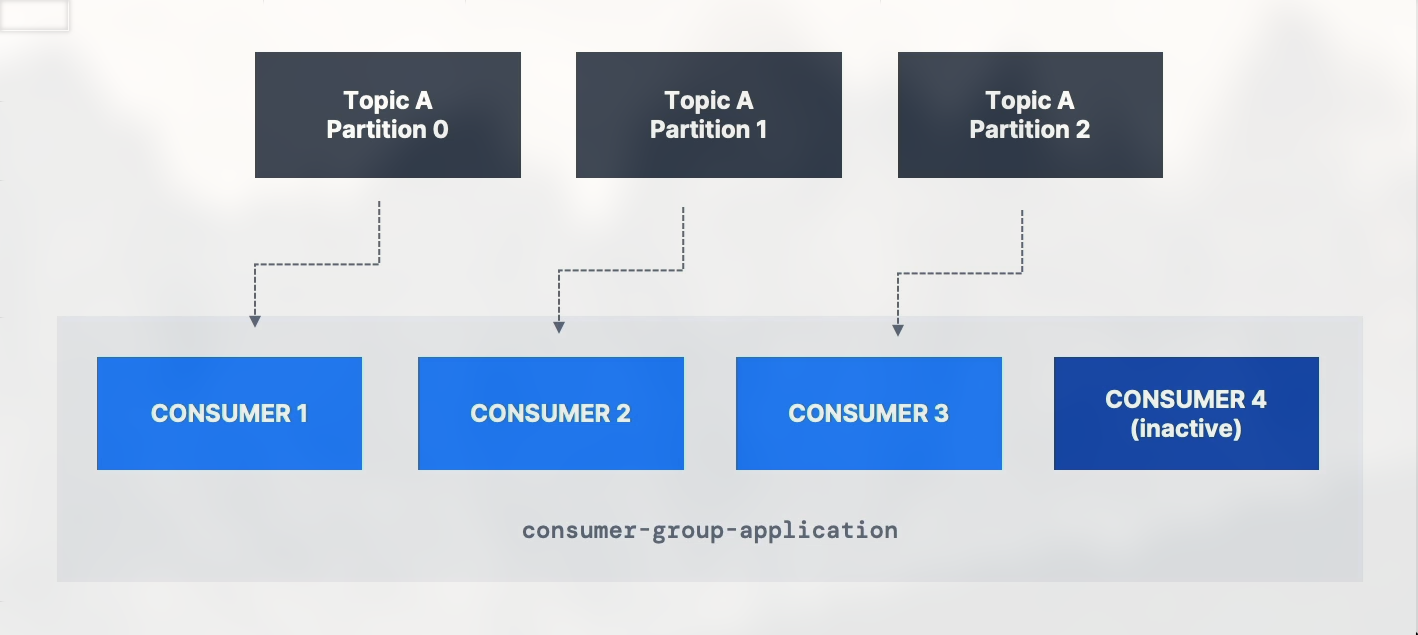 Topic A
Partition 0
Topic A
Partition 1
Topic A
Partition 2
CONSUMER 1
CONSUMER 2
CONSUMER 3
CONSUMER 4
(inactive)
consumer-group-application